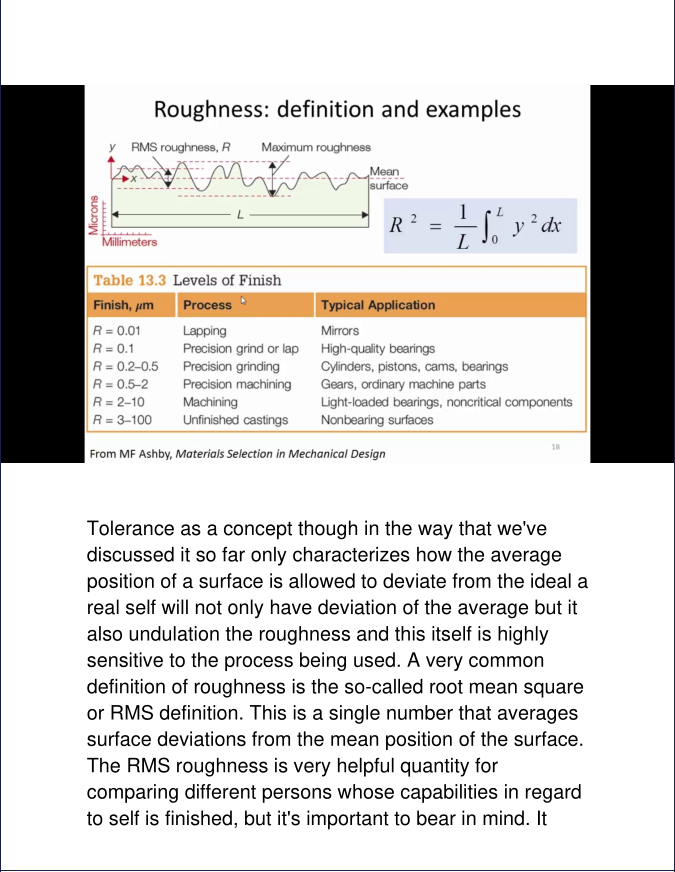 Roughness: definition and examples
y RMS roughness, R Maximum roughness
x
Mean
surface
L
Microns
Millimeters
R ² = 1/L ∫₀ᴸ y ² dx
Table 13.3 Levels of Finish
Finish, μm Process Typical Application
R = 0.01 Lapping Mirrors
R = 0.1 Precision grind or lap High-quality bearings
R = 0.2–0.5 Precision grinding Cylinders, pistons, cams, bearings
R = 0.5–2 Precision machining Gears, ordinary machine parts
R = 2–10 Machining Light-loaded bearings, noncritical components
R = 3–100 Unfinished castings Nonbearing surfaces
18
From MF Ashby, Materials Selection in Mechanical Design
Tolerance as a concept though in the way that we've
discussed it so far only characterizes how the average
position of a surface is allowed to deviate from the ideal a
real self will not only have deviation of the average but it
also undulation the roughness and this itself is highly
sensitive to the process being used. A very common
definition of roughness is the so-called root mean square
or RMS definition. This is a single number that averages
surface deviations from the mean position of the surface.
The RMS roughness is very helpful quantity for
comparing different persons whose capabilities in regard
to self is finished, but it's important to bear in mind. It